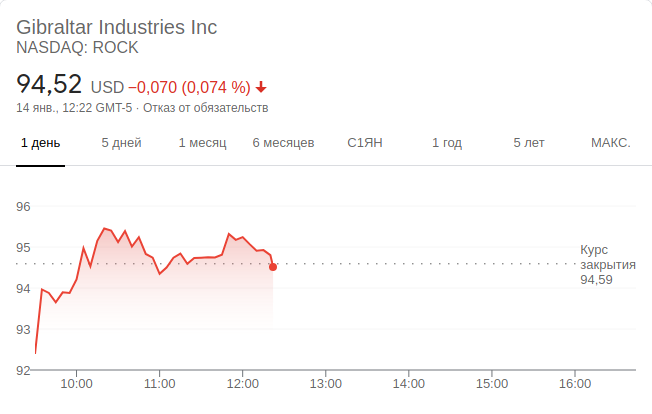 Gibraltar Industries Inc
NASDAQ: ROCK
94,52 USD −0,070 (0,074 %)
14 янв., 12:22 GMT-5 · Отказ от обязательств
1 день 5 дней 1 месяц 6 месяцев С1ЯН 1 год 5 лет МАКС.
96
95
94
93
92
Курс
закрытия
94,59
10:00 11:00 12:00 13:00 14:00 15:00 16:00